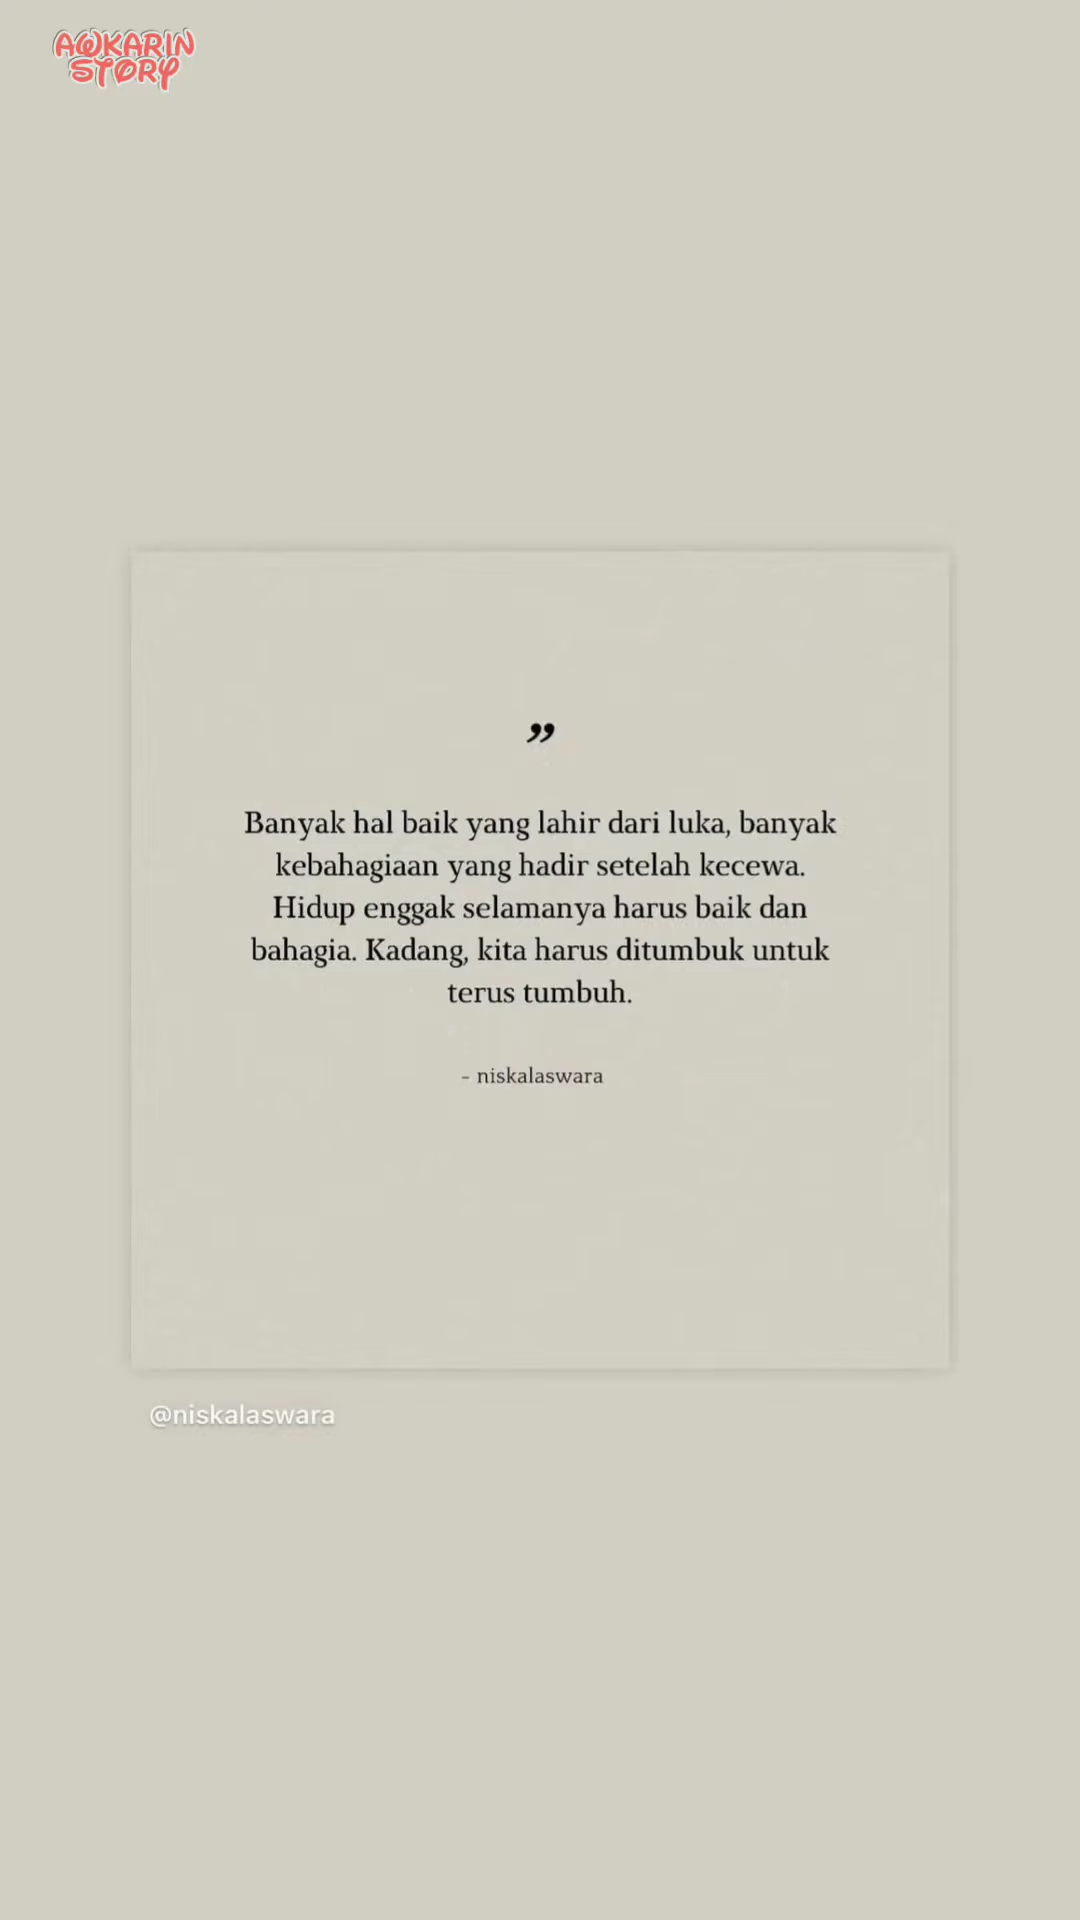 AWKARIN
STORY
”
Banyak hal baik yang lahir dari luka, banyak
kebahagiaan yang hadir setelah kecewa.
Hidup enggak selamanya harus baik dan
bahagia. Kadang, kita harus ditumbuk untuk
terus tumbuh.
- niskalaswara
@niskalaswara